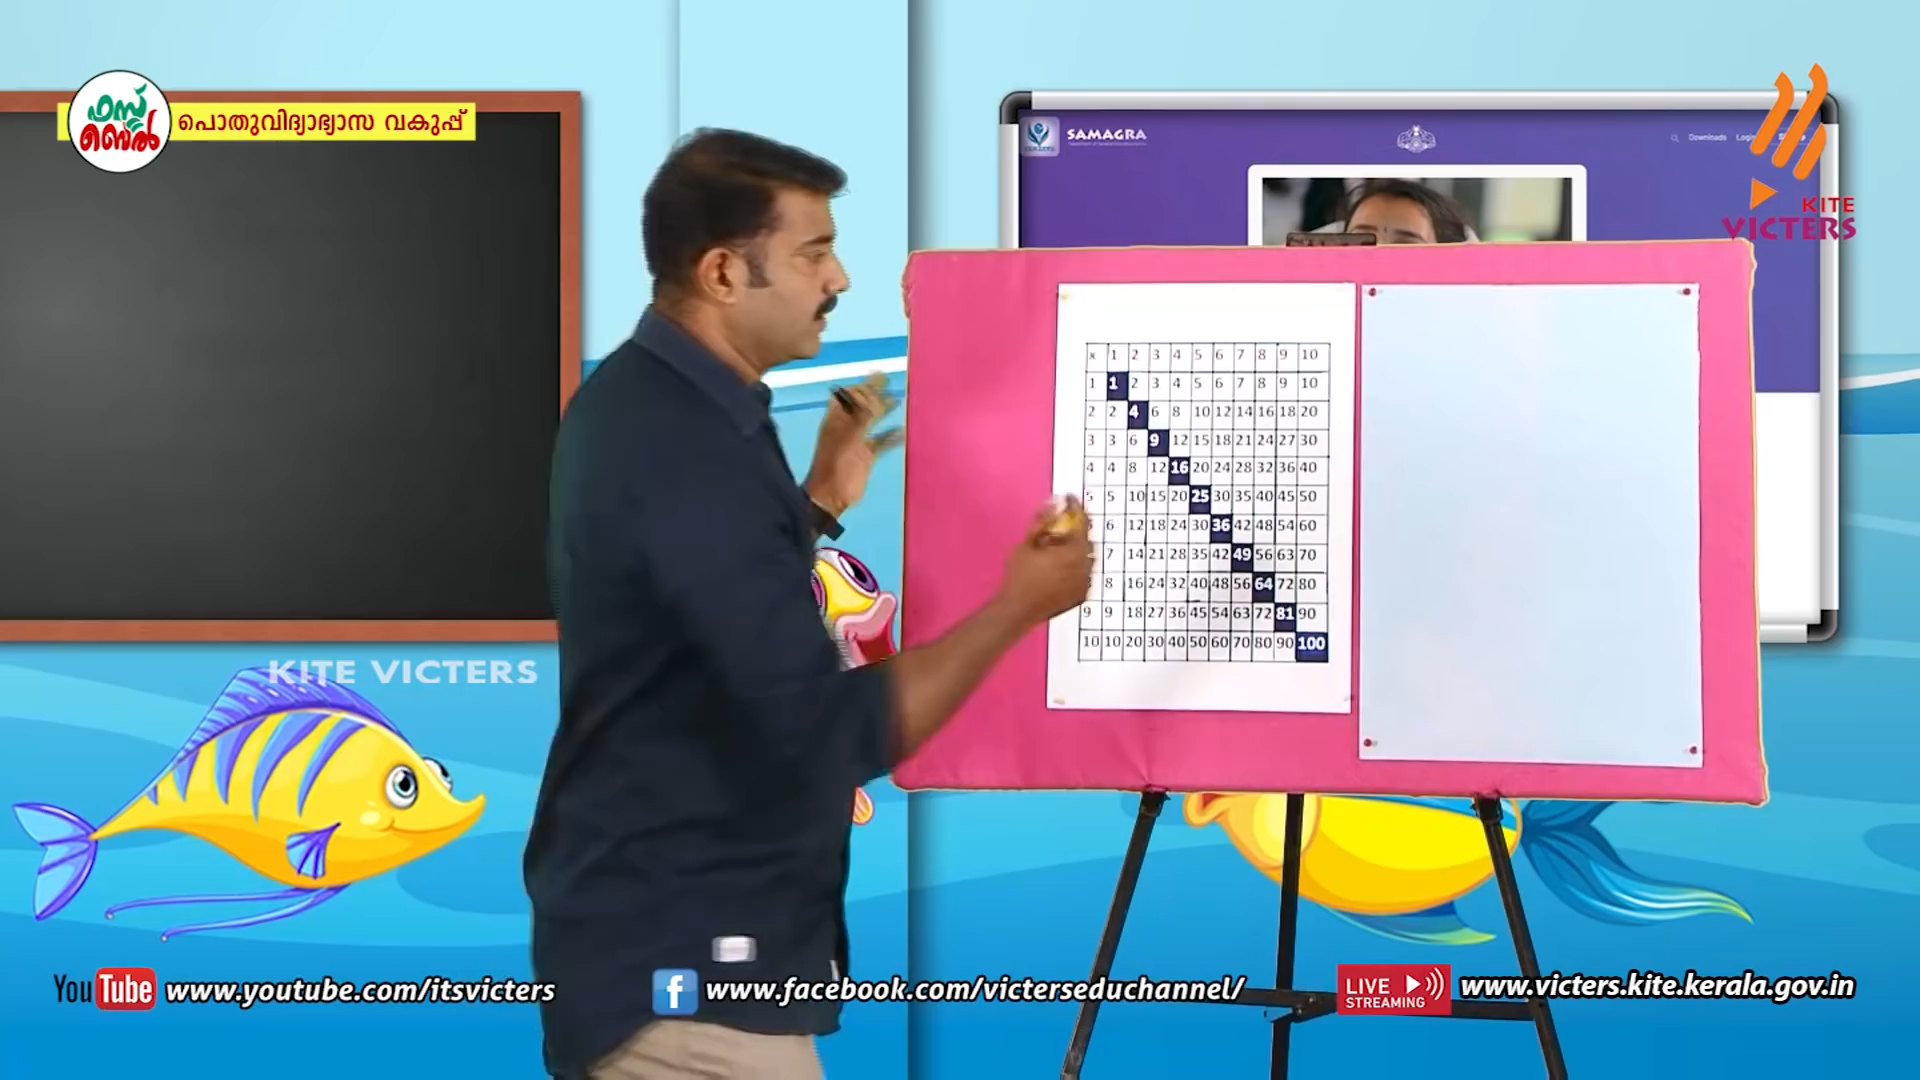 ഫസ്റ്റ്
ബെൽ
പൊതുവിദ്യാഭ്യാസ വകുപ്പ്
SAMAGRA
Downloads
KITE
VICTERS
x 1 2 3 4 5 6 7 8 9 10
1 1 2 3 4 5 6 7 8 9 10
2 2 4 6 8 10 12 14 16 18 20
3 3 6 9 12 15 18 21 24 27 30
4 4 8 12 16 20 24 28 32 36 40
5 5 10 15 20 25 30 35 40 45 50
6 12 18 24 30 36 42 48 54 60
7 14 21 28 35 42 49 56 63 70
8 16 24 32 40 48 56 64 72 80
9 9 18 27 36 45 54 63 72 81 90
10 10 20 30 40 50 60 70 80 90 100
KITE VICTERS
YouTube www.youtube.com/itsvicters
f www.facebook.com/victerseduchannel/
LIVE STREAMING www.victers.kite.kerala.gov.in